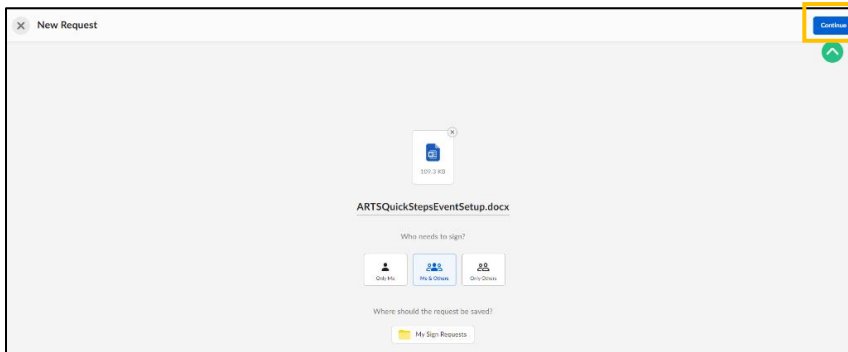 New Request
Continue
109.3 KB
ARTSQuickStepsEventSetup.docx
Who needs to sign?
Only Me
Me & Others
Only Others
Where should the request be saved?
My Sign Requests